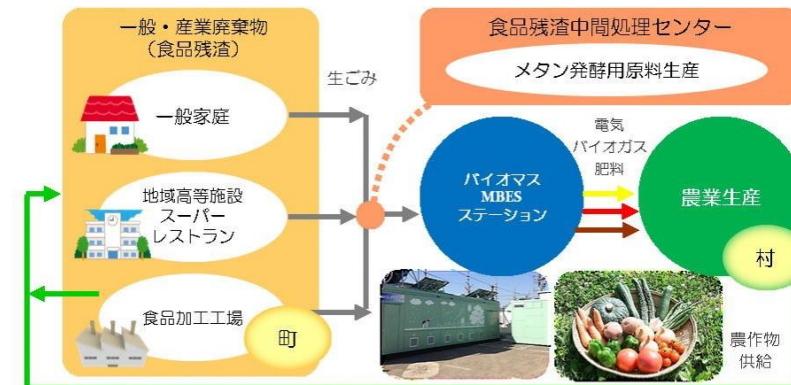 一般・産業廃棄物
(食品残渣)
一般家庭
地域高等施設
スーパー
レストラン
食品加工工場
町
生ごみ
食品残渣中間処理センター
メタン発酵用原料生産
バイオマス
MBES
ステーション
電気
バイオガス
肥料
農業生産
村
農作物
供給